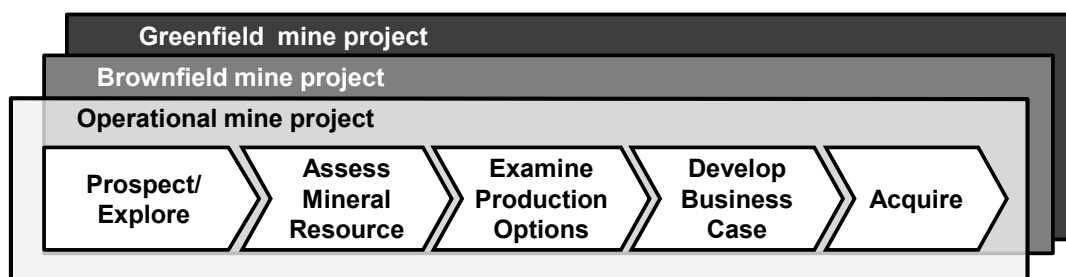 Greenfield  mine project
Brownfield mine project
Operational mine project
Prospect/
Explore
Assess
Mineral
Resource
Examine
Production
Options
Develop
Business
Case
Acquire